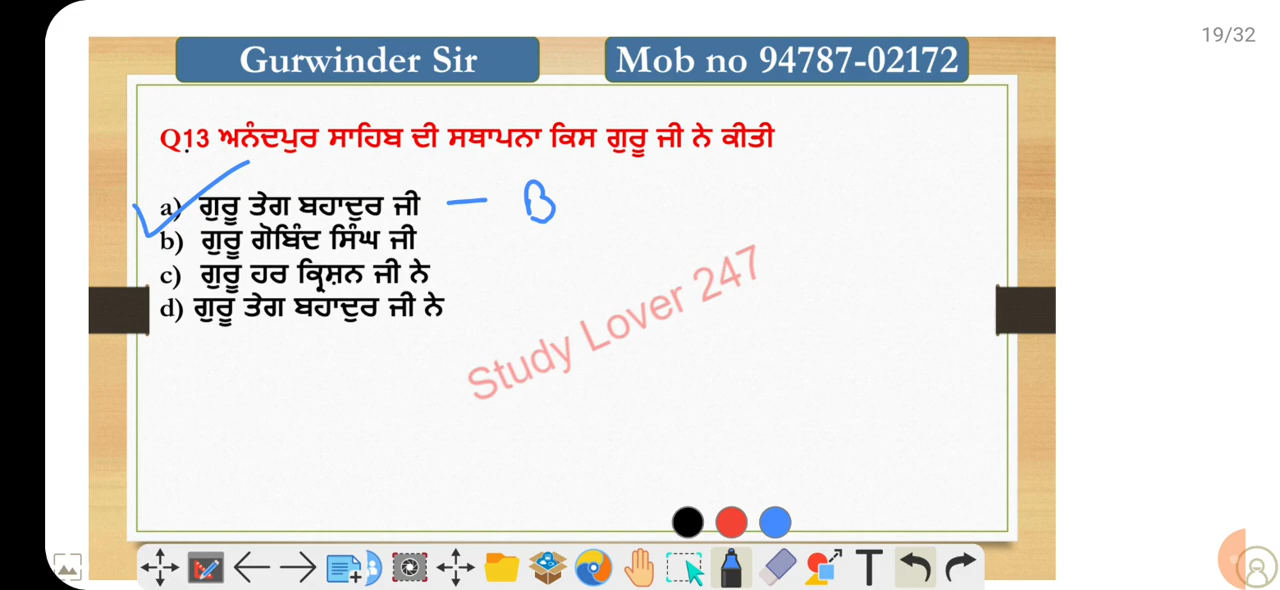 19/32
Gurwinder Sir
Mob no 94787-02172
Q13 ਅਨੰਦਪੁਰ ਸਾਹਿਬ ਦੀ ਸਥਾਪਨਾ ਕਿਸ ਗੁਰੂ ਜੀ ਨੇ ਕੀਤੀ
a) ਗੁਰੂ ਤੇਗ ਬਹਾਦੁਰ ਜੀ — B
b) ਗੁਰੂ ਗੋਬਿੰਦ ਸਿੰਘ ਜੀ
c) ਗੁਰੂ ਹਰ ਕ੍ਰਿਸ਼ਨ ਜੀ ਨੇ
d) ਗੁਰੂ ਤੇਗ ਬਹਾਦੁਰ ਜੀ ਨੇ
Study Lover 247